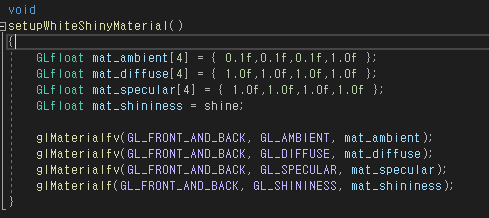 void
setupWhiteShinyMaterial()
{
GLfloat mat_ambient[4] = { 0.1f,0.1f,0.1f,1.0f };
GLfloat mat_diffuse[4] = { 1.0f,1.0f,1.0f,1.0f };
GLfloat mat_specular[4] = { 1.0f,1.0f,1.0f,1.0f };
GLfloat mat_shininess = shine;
glMaterialfv(GL_FRONT_AND_BACK, GL_AMBIENT, mat_ambient);
glMaterialfv(GL_FRONT_AND_BACK, GL_DIFFUSE, mat_diffuse);
glMaterialfv(GL_FRONT_AND_BACK, GL_SPECULAR, mat_specular);
glMaterialf(GL_FRONT_AND_BACK, GL_SHININESS, mat_shininess);
}